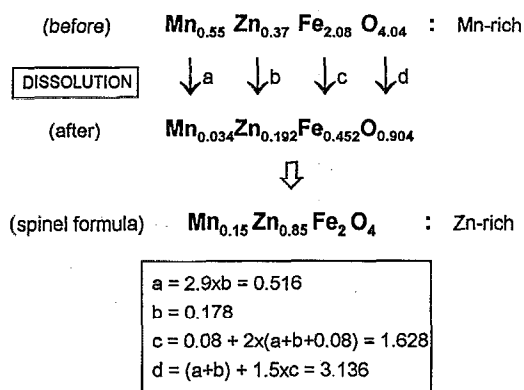 (before) Mn0.55 Zn0.37 Fe2.08 O4.04 : Mn-rich
DISSOLUTION a b c d
(after) Mn0.034Zn0.192Fe0.452O0.904
(spinel formula) Mn0.15 Zn0.85 Fe2 O4 : Zn-rich
a = 2.9xb = 0.516
b = 0.178
c = 0.08 + 2x(a+b+0.08) = 1.628
d = (a+b) + 1.5xc = 3.136